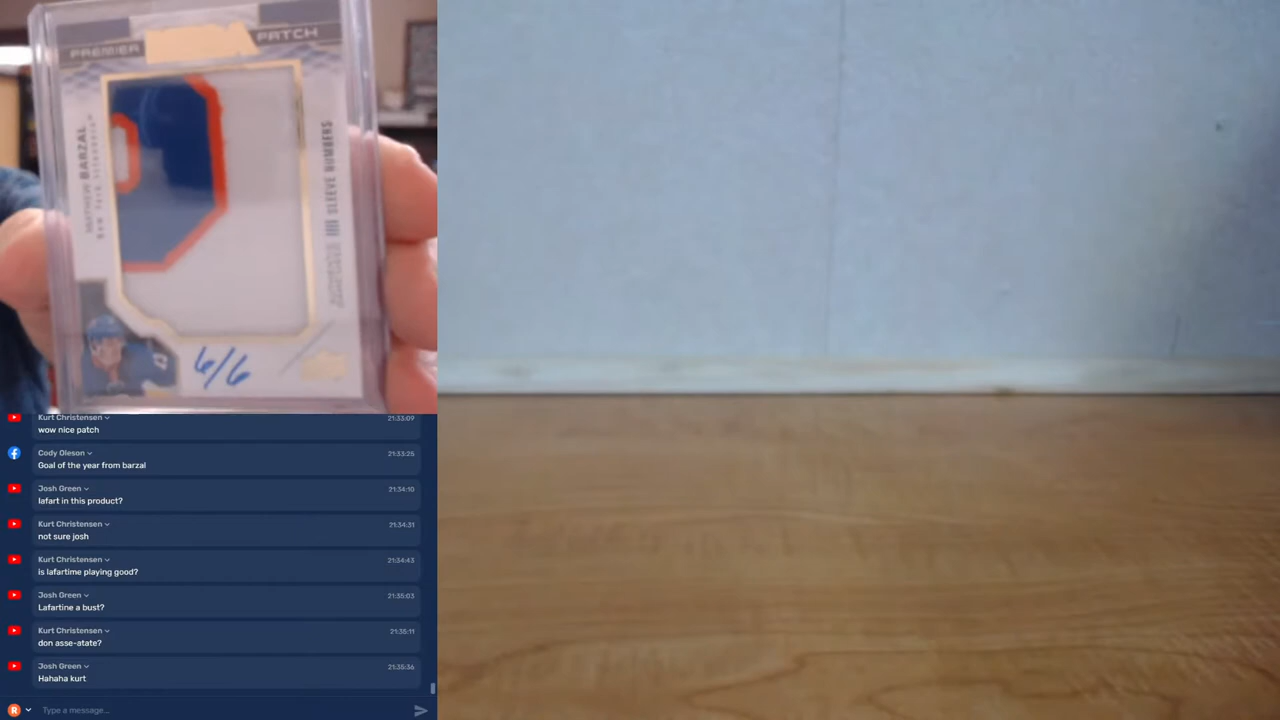 PREMIER PATCH
MATHEW BARZAL
SLEEVE NUMBERS
6/6
Kurt Christensen 21:33:09
wow nice patch
Cody Oleson 21:33:25
Goal of the year from barzal
Josh Green 21:34:10
lafart in this product?
Kurt Christensen 21:34:31
not sure josh
Kurt Christensen 21:34:43
is lafartime playing good?
Josh Green 21:35:03
Lafartine a bust?
Kurt Christensen 21:35:11
don asse-atate?
Josh Green 21:35:36
Hahaha kurt
R
Type a message...